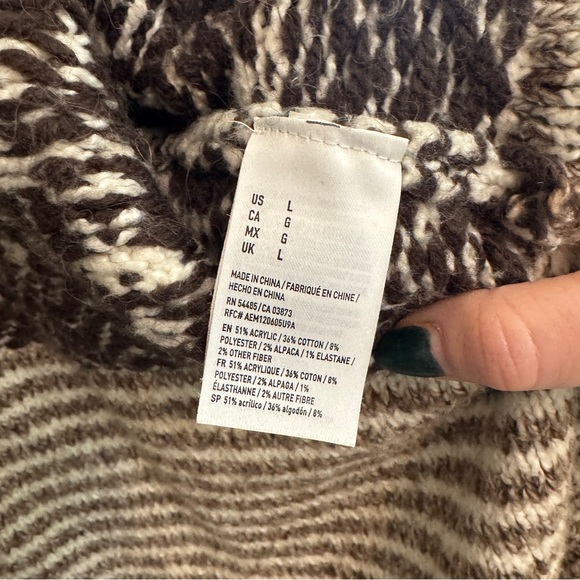 US L
CA G
MX G
UK L
MADE IN CHINA / FABRIQUÉ EN CHINE /
HECHO EN CHINA
RN 54485 / CA 03873
RFC# AEM120605U9A
EN 51% ACRYLIC / 36% COTTON / 8%
POLYESTER / 2% ALPACA / 1% ELASTANE /
2% OTHER FIBER
FR 51% ACRYLIQUE / 36% COTON / 8%
POLYESTER / 2% ALPAGA / 1%
ÉLASTHANNE / 2% AUTRE FIBRE
SP 51% acrílico / 36% algodón / 8%